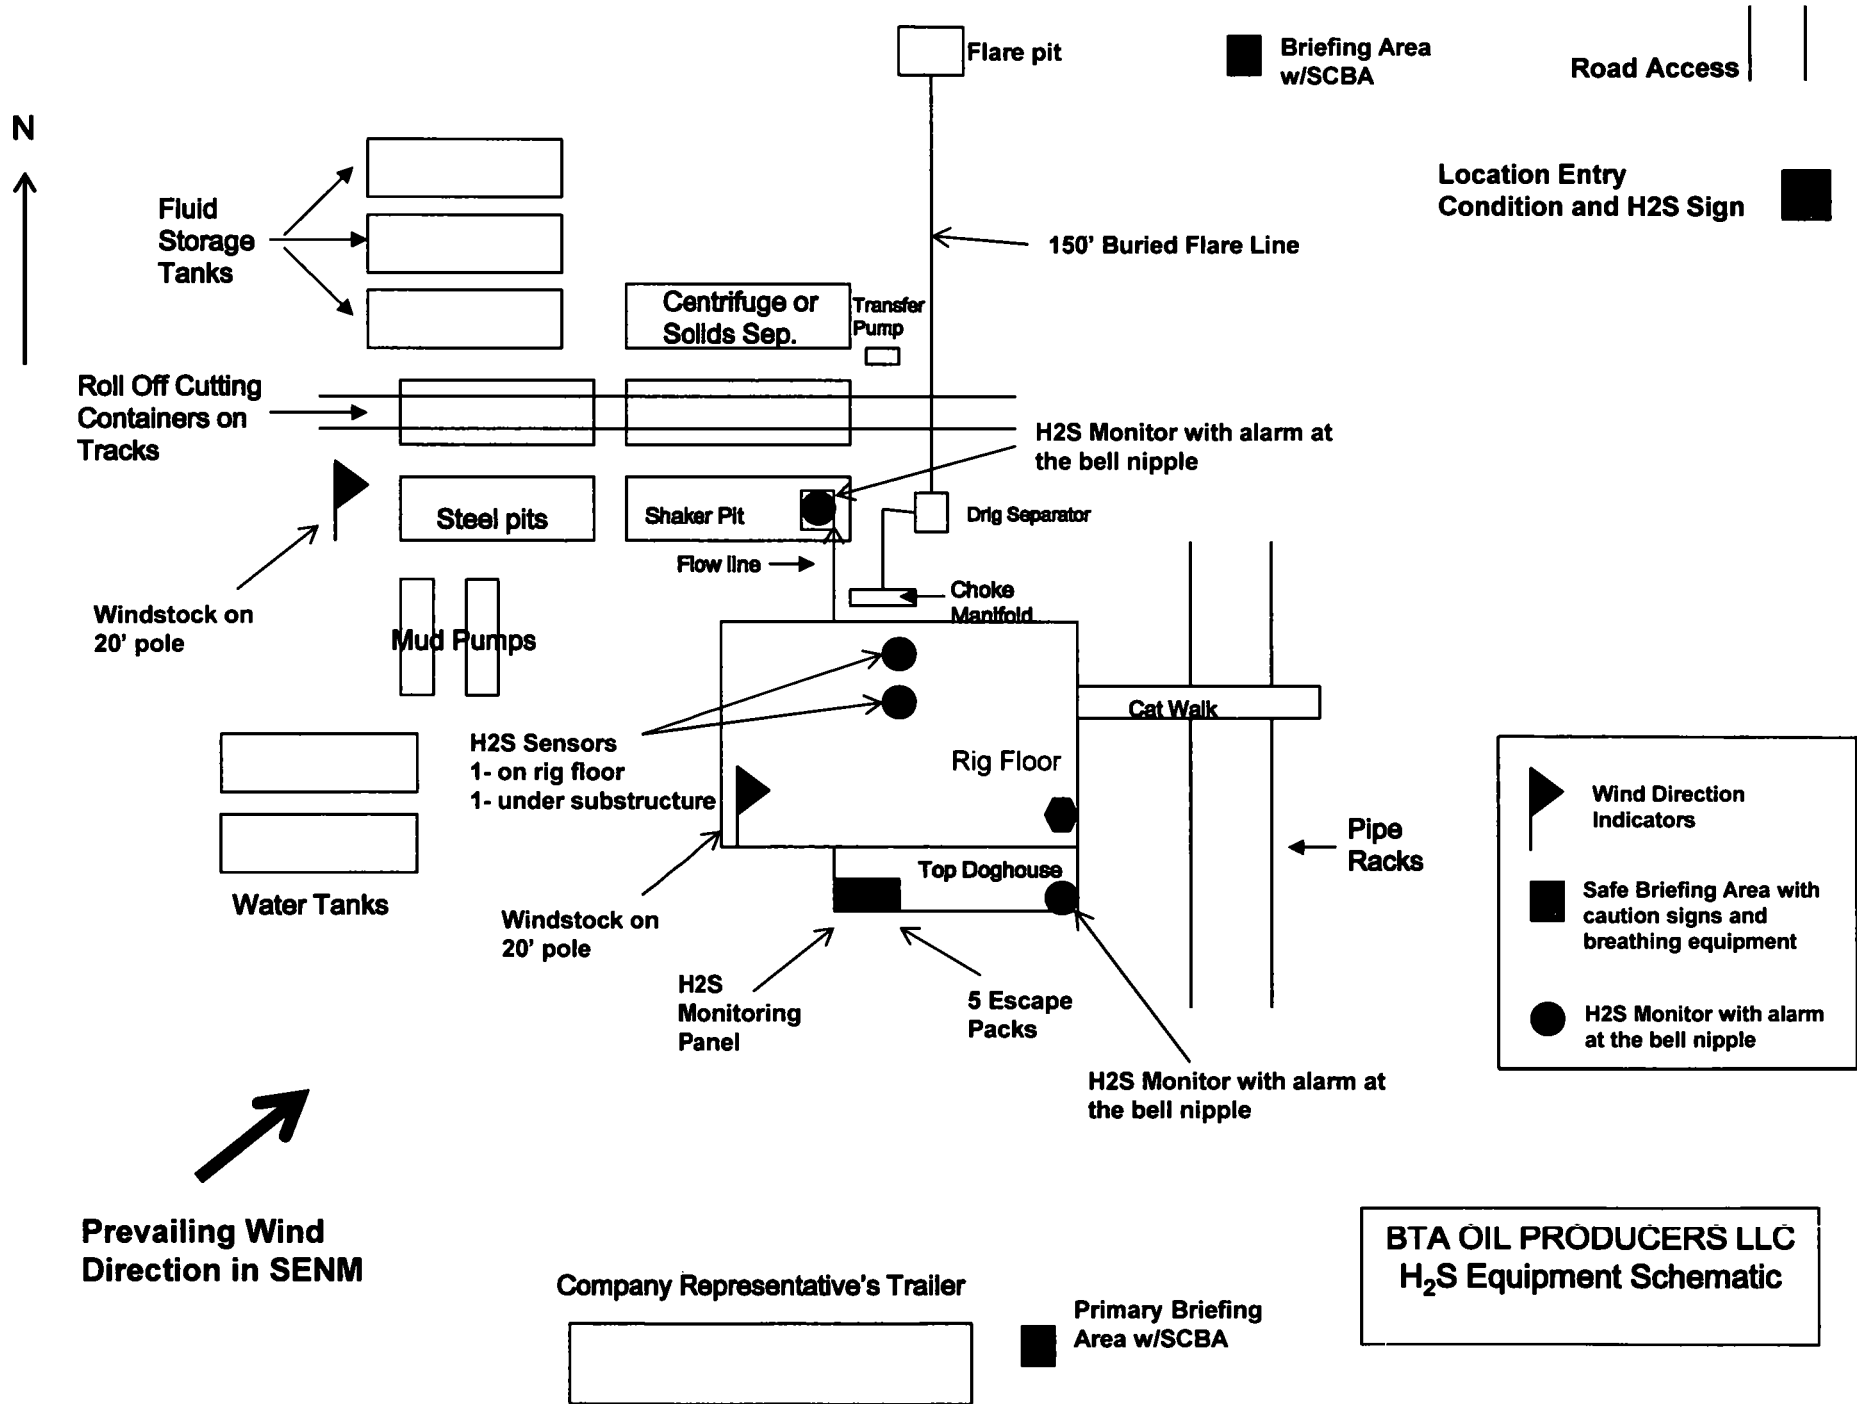 Flare pit
Briefing Area
w/SCBA
Road Access
N
Location Entry
Condition and H2S Sign
Fluid
Storage
Tanks
150' Buried Flare Line
Centrifuge or
Solids Sep.
Transfer
Pump
Roll Off Cutting
Containers on
Tracks
H2S Monitor with alarm at
the bell nipple
Steel pits
Shaker Pit
Drlg Separator
Flow line
Choke
Manifold
Windstock on
20' pole
Mud Pumps
Cat Walk
H2S Sensors
1- on rig floor
1- under substructure
Rig Floor
Wind Direction
Indicators
Pipe
Racks
Top Doghouse
Safe Briefing Area with
caution signs and
breathing equipment
Water Tanks
Windstock on
20' pole
H2S
Monitoring
Panel
5 Escape
Packs
H2S Monitor with alarm
at the bell nipple
H2S Monitor with alarm at
the bell nipple
Prevailing Wind
Direction in SENM
BTA OIL PRODUCERS LLC
H₂S Equipment Schematic
Company Representative's Trailer
Primary Briefing
Area w/SCBA